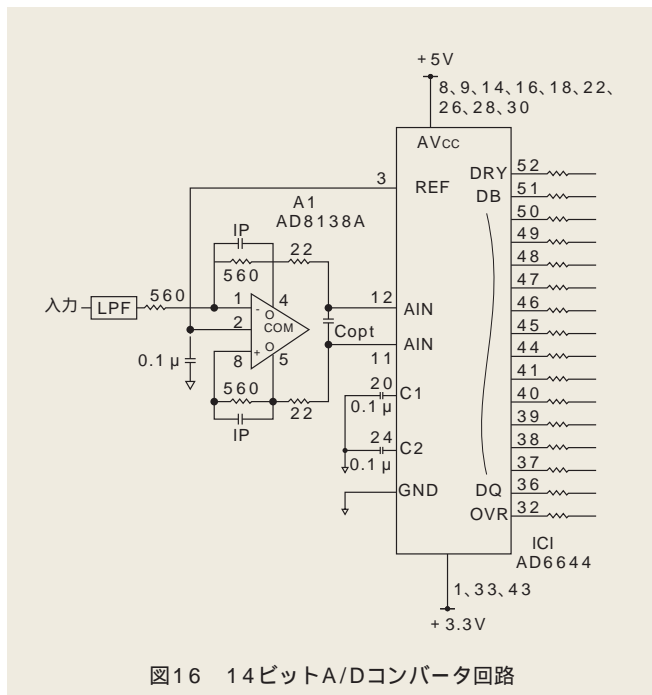 +5V
8、9、14、16、18、22、
26、28、30
AVCC
3
REF
DRY
52
DB
51
50
49
48
47
46
45
44
41
40
39
38
37
DQ
36
OVR
32
A1
AD8138A
IP
560
22
入力
LPF
560
1
4
-
O
2
COM
+
O
8
5
0.1μ
560
22
IP
Copt
12
AIN
AIN
11
20
C1
0.1μ
24
C2
0.1μ
GND
ICI
AD6644
1、33、43
+3.3V
図16 14ビットA/Dコンバータ回路